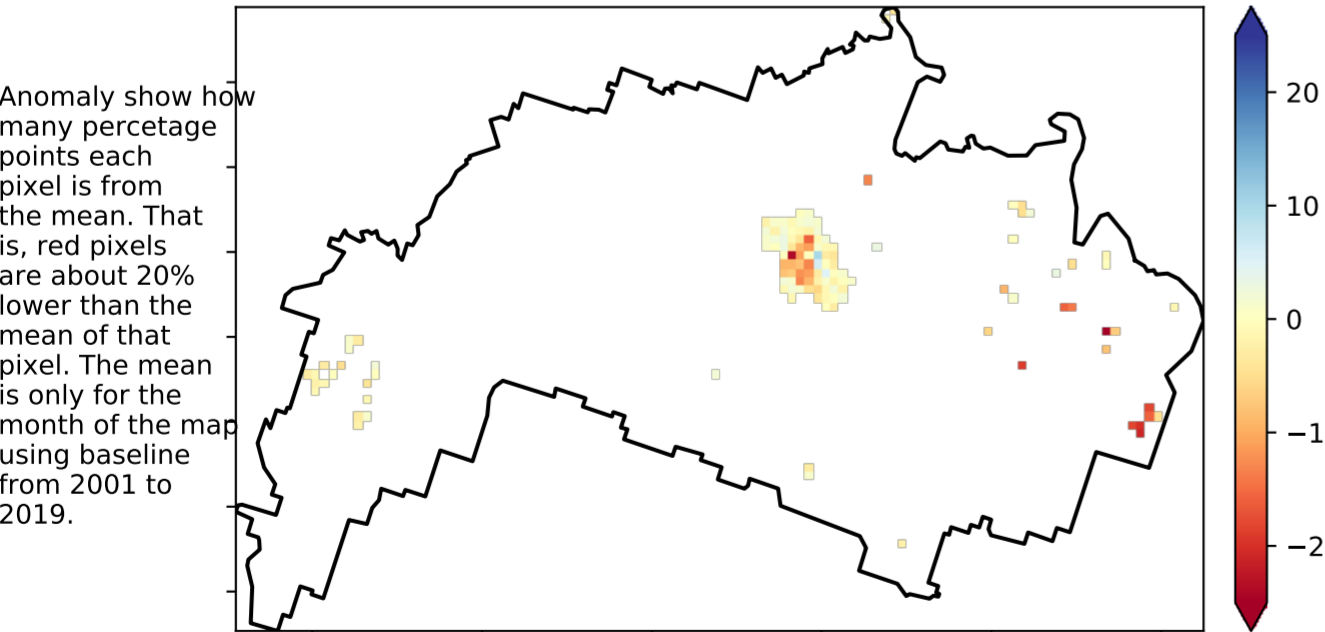 Anomaly show how
many percetage
points each
pixel is from
the mean. That
is, red pixels
are about 20%
lower than the
mean of that
pixel. The mean
is only for the
month of the map
using baseline
from 2001 to
2019.
20
10
0
−1
−2